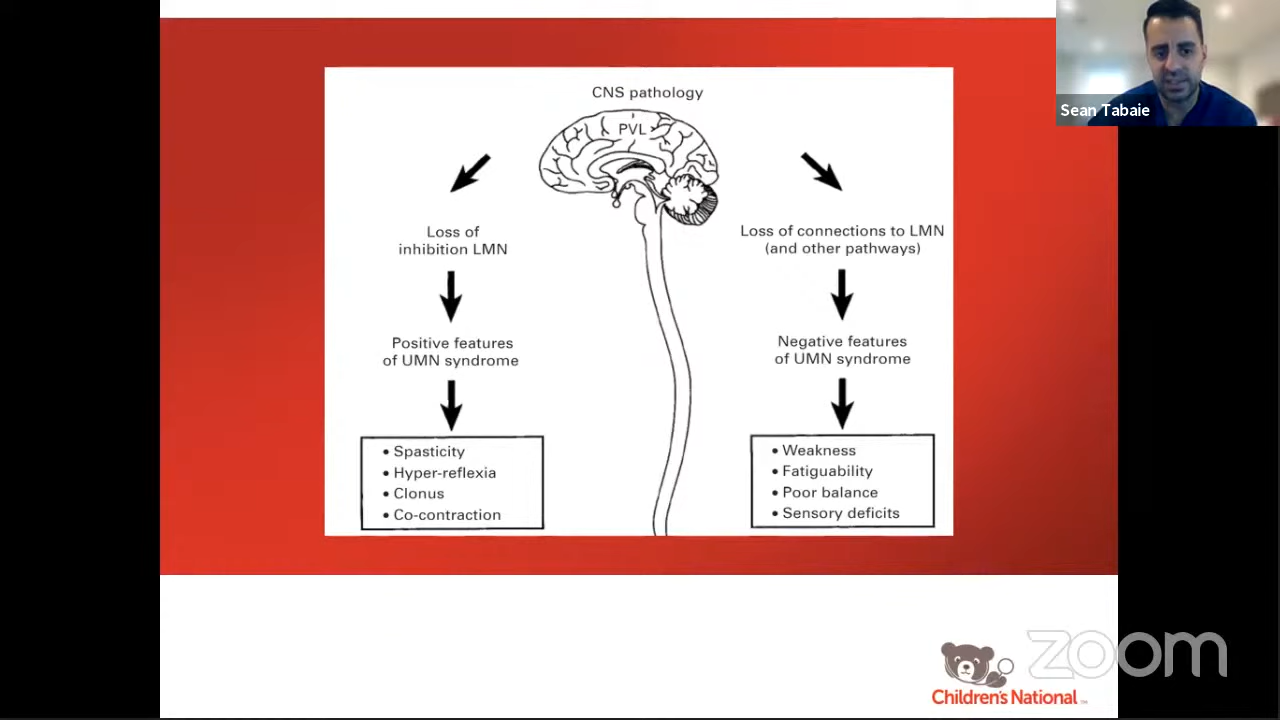 CNS pathology
PVL
Loss of
inhibition LMN
Positive features
of UMN syndrome
• Spasticity
• Hyper-reflexia
• Clonus
• Co-contraction
Loss of connections to LMN
(and other pathways)
Negative features
of UMN syndrome
• Weakness
• Fatiguability
• Poor balance
• Sensory deficits
Sean Tabaie
zoom
Children's National ™